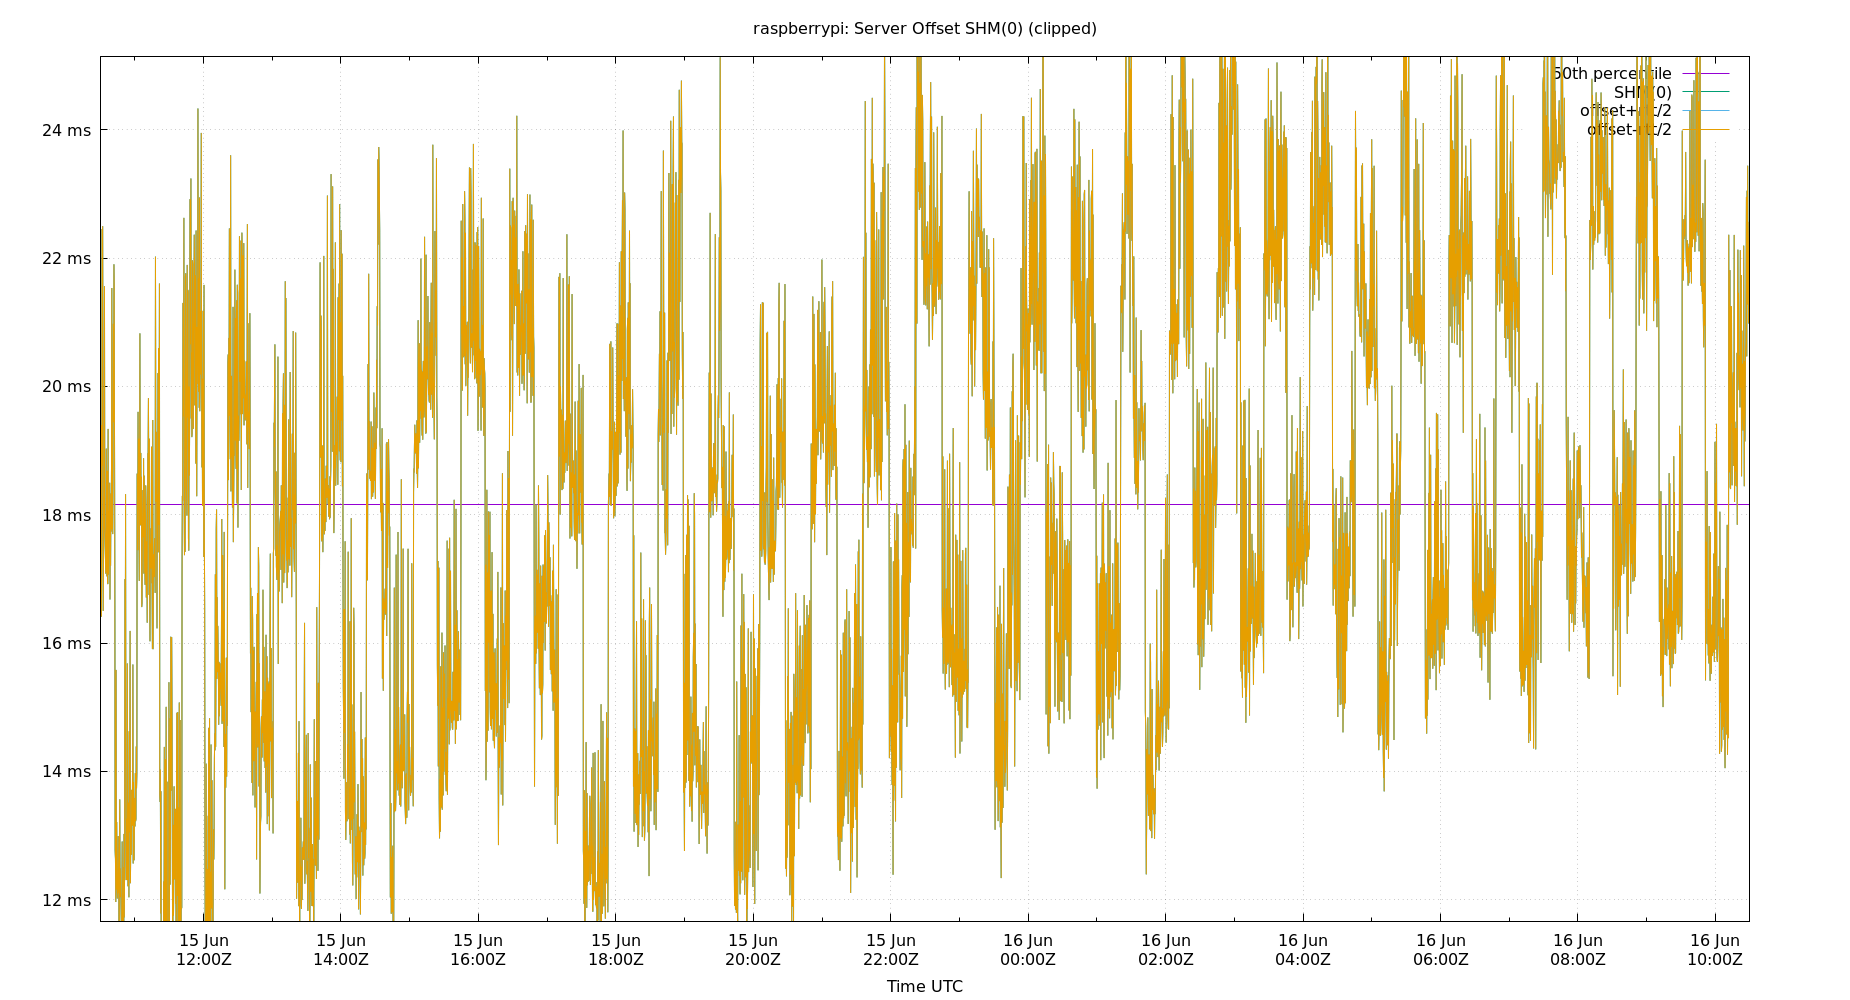 raspberrypi: Server Offset SHM(0) (clipped)
50th percentile
SHM(0)
offset+rtt/2
offset-rtt/2
24 ms
22 ms
20 ms
18 ms
16 ms
14 ms
12 ms
15 Jun 15 Jun 15 Jun 15 Jun 15 Jun 15 Jun 16 Jun 16 Jun 16 Jun 16 Jun 16 Jun 16 Jun
12:00Z 14:00Z 16:00Z 18:00Z 20:00Z 22:00Z 00:00Z 02:00Z 04:00Z 06:00Z 08:00Z 10:00Z
Time UTC